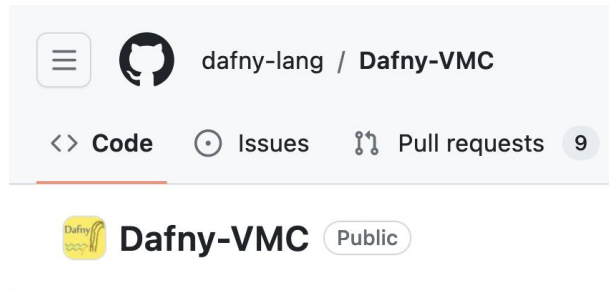 dafny-lang / Dafny-VMC
Code Issues Pull requests 9
Dafny Dafny-VMC Public